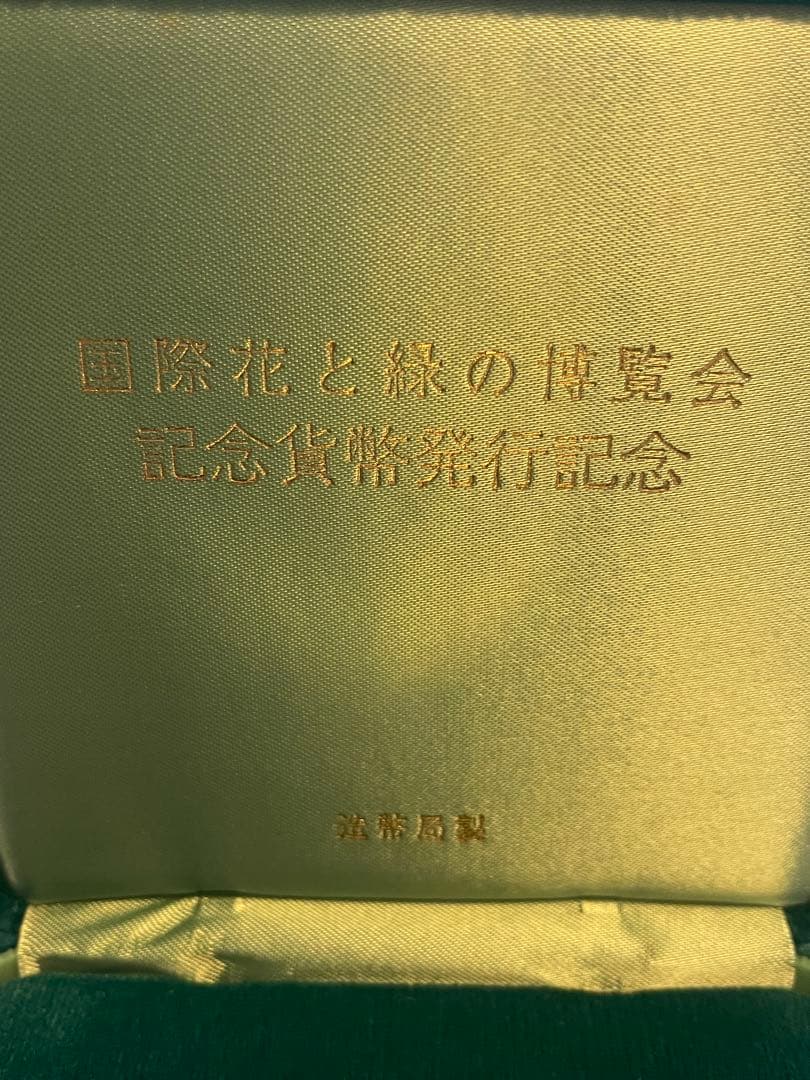 国際花と緑の博覧会
記念貨幣発行記念
造幣局製